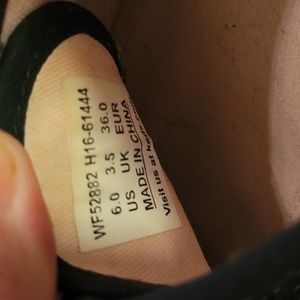 WF52882 H16-61444
6.0 3.5 36.0
US UK EUR
MADE IN CHINA
Visit us at